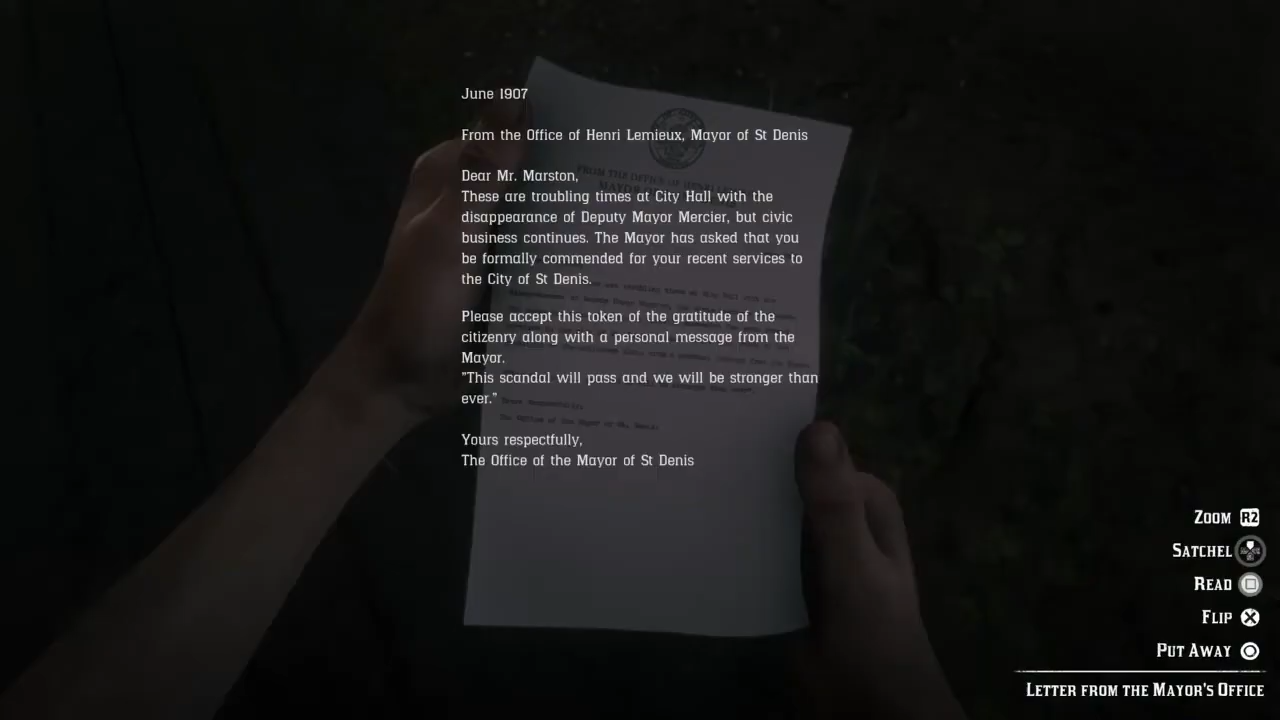 June 1907
From the Office of Henri Lemieux, Mayor of St Denis
Dear Mr. Marston,
These are troubling times at City Hall with the
disappearance of Deputy Mayor Mercier, but civic
business continues. The Mayor has asked that you
be formally commended for your recent services to
the City of St Denis.
Please accept this token of the gratitude of the
citizenry along with a personal message from the
Mayor.
"This scandal will pass and we will be stronger than
ever."
Yours respectfully,
The Office of the Mayor of St Denis
Zoom R2
Satchel
Read
Flip
Put Away
Letter from the Mayor's Office